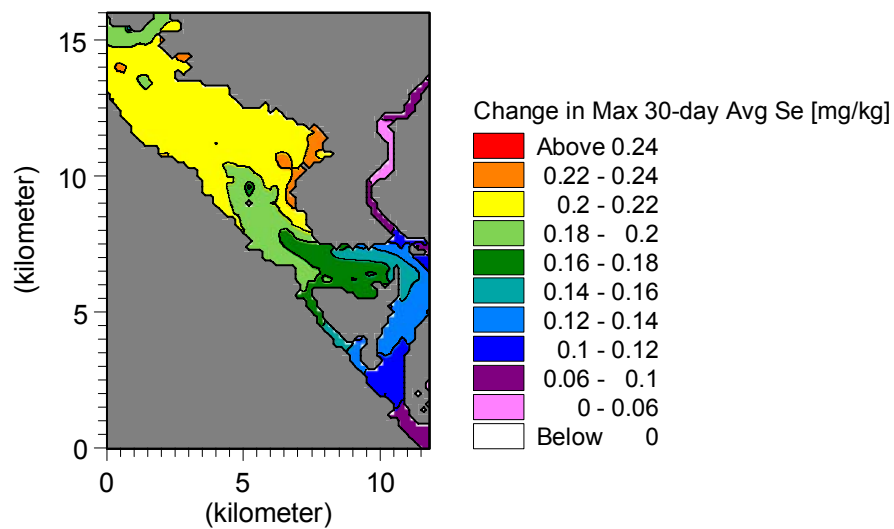 15
10
5
0
(kilometer)
0 5 10
(kilometer)
Change in Max 30-day Avg Se [mg/kg]
Above 0.24
0.22 - 0.24
0.2 - 0.22
0.18 - 0.2
0.16 - 0.18
0.14 - 0.16
0.12 - 0.14
0.1 - 0.12
0.06 - 0.1
0 - 0.06
Below 0